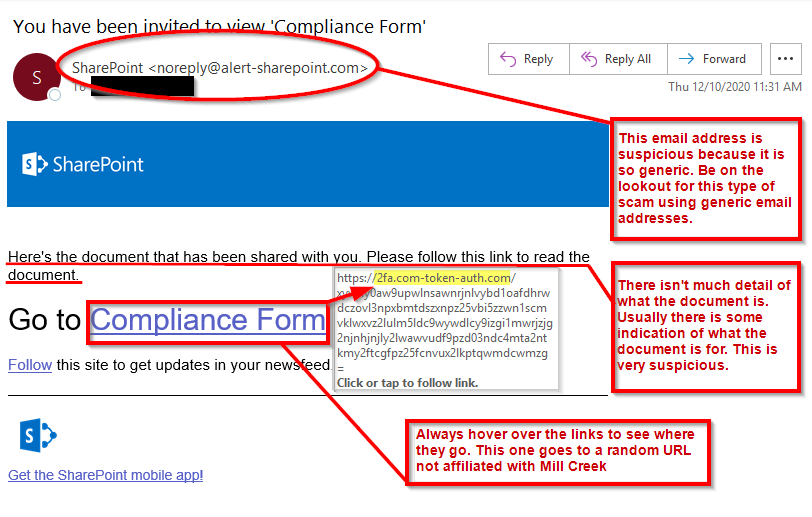 You have been invited to view 'Compliance Form'
S
SharePoint <noreply@alert-sharepoint.com>
To
Reply
Reply All
Forward
Thu 12/10/2020 11:31 AM
S
SharePoint
This email address is
suspicious because it is
so generic. Be on the
lookout for this type of
scam using generic email
addresses.
Here's the document that has been shared with you. Please follow this link to read the
document.
https://2fa.com-token-auth.com/
dczovl3npxbmtdszxnpz25vbi5zzwn1scm
vklwxvz2lulm5ldc9wywdlcy9izgi1mwrjzjg
2njnhjnjly2lwawvudf9pzd03ndc4mta2nt
kmy2ftcgfpz25fcnvux2lkptqwmdcwmzg
=
Click or tap to follow link.
Go to Compliance Form
Follow this site to get updates in your newsfeed.
There isn't much detail of
what the document is.
Usually there is some
indication of what the
document is for. This is
very suspicious.
S
Get the SharePoint mobile app!
Always hover over the links to see where
they go. This one goes to a random URL
not affiliated with Mill Creek